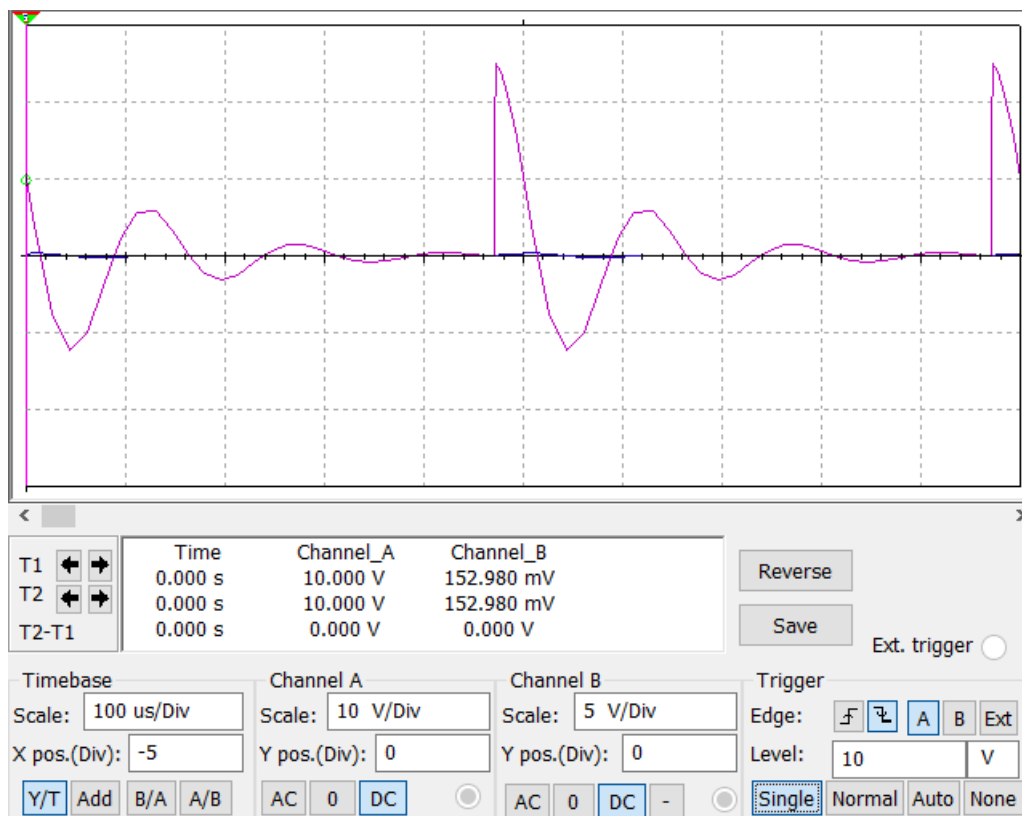 Time Channel_A Channel_B
T1 0.000 s 10.000 V 152.980 mV
T2 0.000 s 10.000 V 152.980 mV
T2-T1 0.000 s 0.000 V 0.000 V
Reverse
Save
Ext. trigger
Timebase
Scale: 100 us/Div
X pos.(Div): -5
Y/T Add B/A A/B
Channel A
Scale: 10 V/Div
Y pos.(Div): 0
AC 0 DC
Channel B
Scale: 5 V/Div
Y pos.(Div): 0
AC 0 DC -
Trigger
Edge: A B Ext
Level: 10 V
Single Normal Auto None